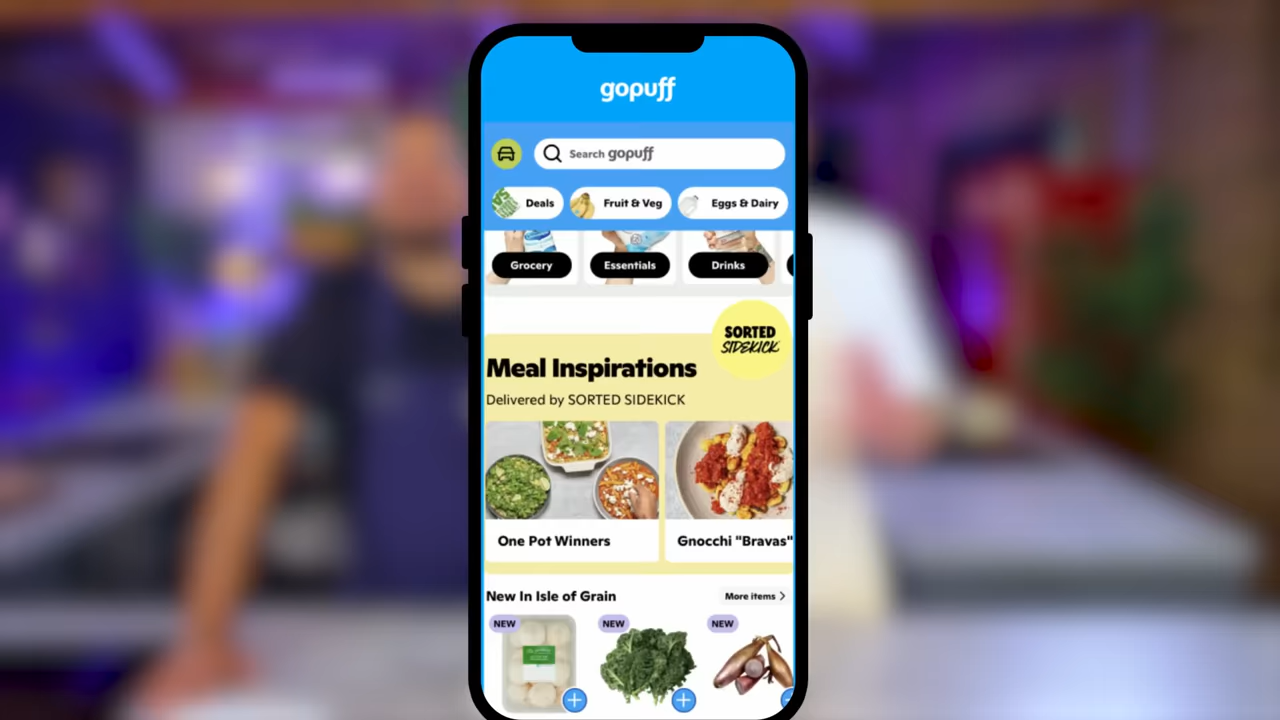 gopuff
Search gopuff
Deals
Fruit & Veg
Eggs & Dairy
Grocery
Essentials
Drinks
SORTED
SIDEKICK
Meal Inspirations
Delivered by SORTED SIDEKICK
One Pot Winners
Gnocchi "Bravas"
New In Isle of Grain
More items
NEW
NEW
NEW